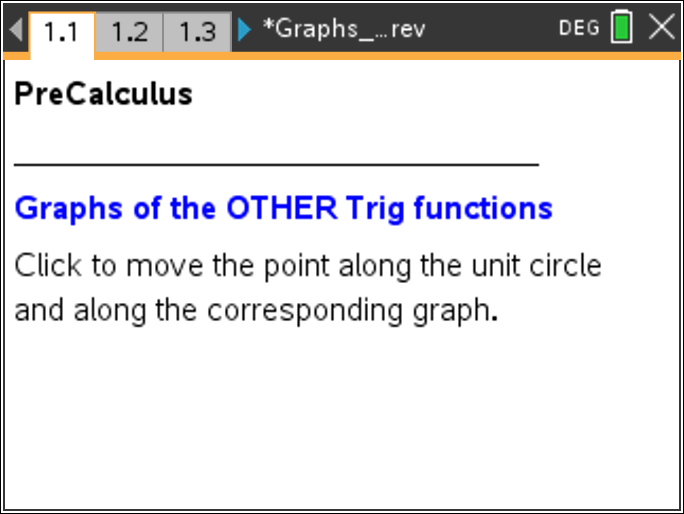 1.1 1.2 1.3 *Graphs_...rev DEG
PreCalculus
Graphs of the OTHER Trig functions
Click to move the point along the unit circle
and along the corresponding graph.